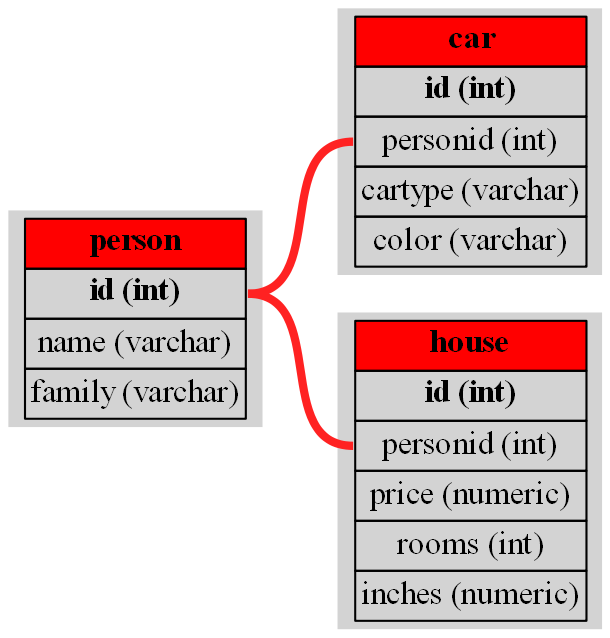 person
id (int)
name (varchar)
family (varchar)
car
id (int)
personid (int)
cartype (varchar)
color (varchar)
house
id (int)
personid (int)
price (numeric)
rooms (int)
inches (numeric)